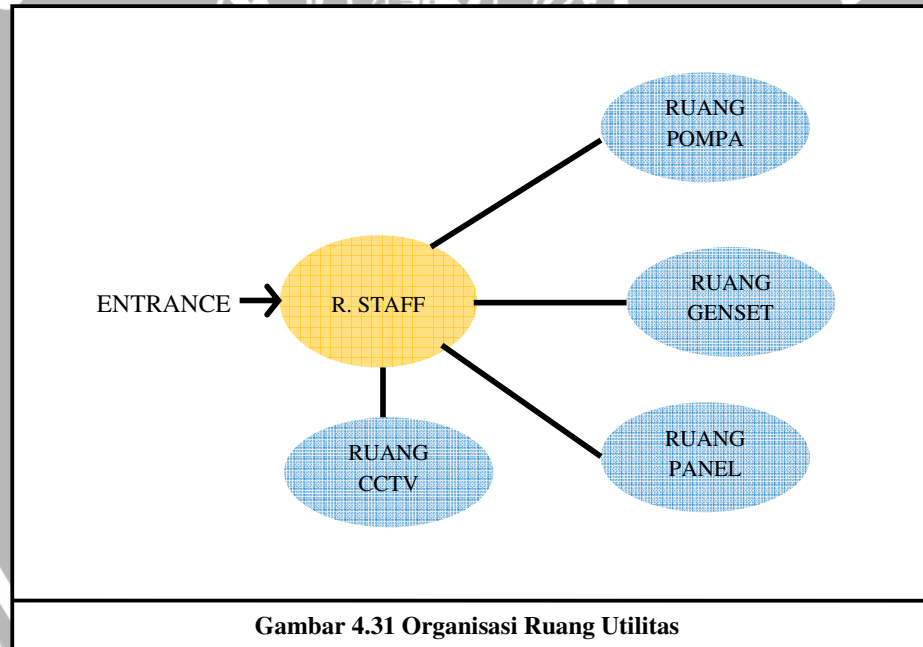 RUANG
POMPA
ENTRANCE
R. STAFF
RUANG
GENSET
RUANG
CCTV
RUANG
PANEL
Gambar 4.31 Organisasi Ruang Utilitas